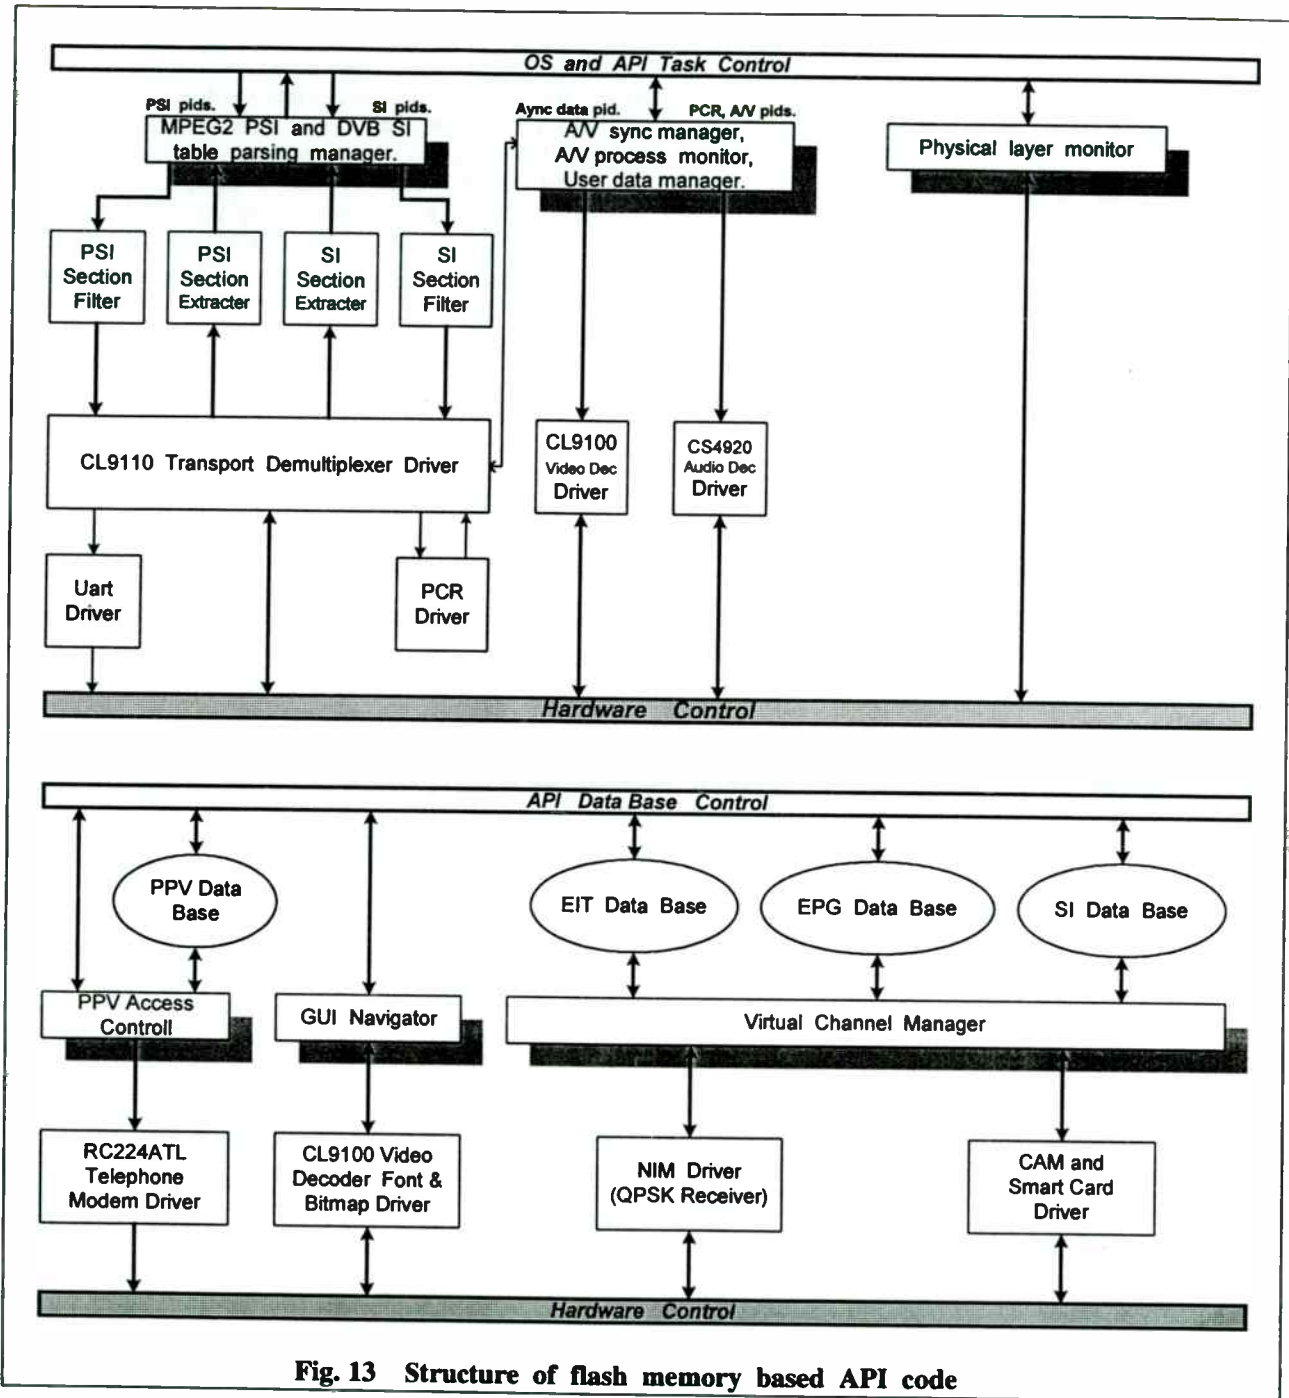 OS and API Task Control
PSI pids.
SI pids.
MPEG2 PSI and DVB SI
table parsing manager.
Aync data pid.
PCR, A/V pids.
A/V sync manager,
A/V process monitor,
User data manager.
Physical layer monitor
PSI
Section
Filter
PSI
Section
Extracter
SI
Section
Extracter
SI
Section
Filter
CL9110 Transport Demultiplexer Driver
CL9100
Video Dec
Driver
CS4920
Audio Dec
Driver
Uart
Driver
PCR
Driver
Hardware Control
API Data Base Control
PPV Data
Base
EIT Data Base
EPG Data Base
SI Data Base
PPV Access
Controll
GUI Navigator
Virtual Channel Manager
RC224ATL
Telephone
Modem Driver
CL9100 Video
Decoder Font &
Bitmap Driver
NIM Driver
(QPSK Receiver)
CAM and
Smart Card
Driver
Hardware Control
Fig. 13 Structure of flash memory based API code